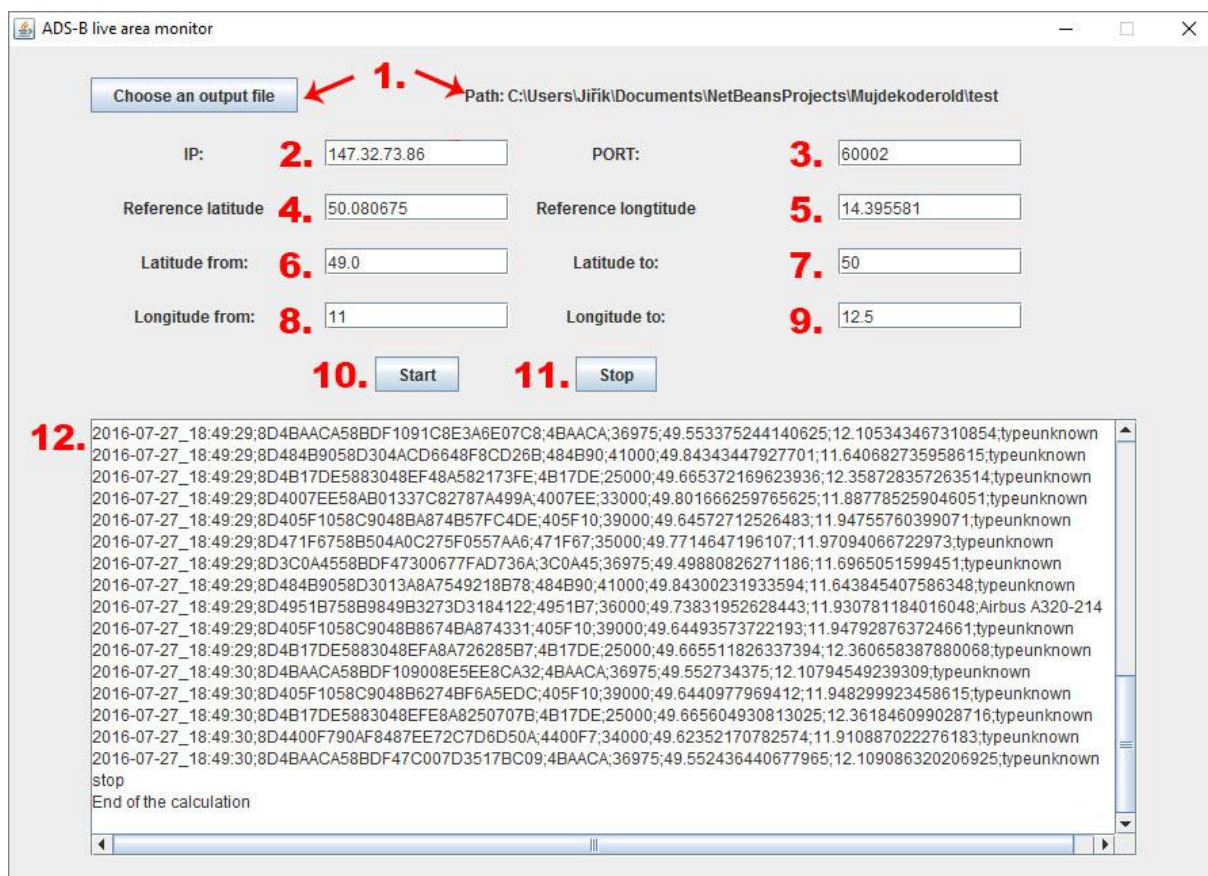 ADS-B live area monitor
Choose an output file
1.
Path: C:\Users\Jiřík\Documents\NetBeansProjects\Mujdekoderold\test
IP: 2. 147.32.73.86 PORT: 3. 60002
Reference latitude 4. 50.080675 Reference longtitude 5. 14.395581
Latitude from: 6. 49.0 Latitude to: 7. 50
Longitude from: 8. 11 Longitude to: 9. 12.5
10. Start 11. Stop
12.
2016-07-27_18:49:29;8D4BAACA58BDF1091C8E3A6E07C8;4BAACA;36975;49.553375244140625;12.105343467310854;typeunknown
2016-07-27_18:49:29;8D484B9058D304ACD6648F8CD26B;484B90;41000;49.84343447927701;11.640682735958615;typeunknown
2016-07-27_18:49:29;8D4B17DE5883048EF48A582173FE;4B17DE;25000;49.665372169623936;12.358728357263514;typeunknown
2016-07-27_18:49:29;8D4007EE58AB01337C82787A499A;4007EE;33000;49.801666259765625;11.887785259046051;typeunknown
2016-07-27_18:49:29;8D405F1058C9048BA874B57FC4DE;405F10;39000;49.64572712526483;11.94755760399071;typeunknown
2016-07-27_18:49:29;8D471F6758B504A0C275F0557AA6;471F67;35000;49.7714647196107;11.97094066722973;typeunknown
2016-07-27_18:49:29;8D3C0A4558BDF47300677FAD736A;3C0A45;36975;49.49880826271186;11.6965051599451;typeunknown
2016-07-27_18:49:29;8D484B9058D3013A8A7549218B78;484B90;41000;49.84300231933594;11.643845407586348;typeunknown
2016-07-27_18:49:29;8D4951B758B9849B3273D3184122;4951B7;36000;49.73831952628443;11.930781184016048;Airbus A320-214
2016-07-27_18:49:29;8D405F1058C9048B8674BA874331;405F10;39000;49.64493573722193;11.947928763724661;typeunknown
2016-07-27_18:49:29;8D4B17DE5883048EFA8A726285B7;4B17DE;25000;49.665511826337394;12.360658387880068;typeunknown
2016-07-27_18:49:30;8D4BAACA58BDF109008E5EE8CA32;4BAACA;36975;49.552734375;12.10794549239309;typeunknown
2016-07-27_18:49:30;8D405F1058C9048B6274BF6A5EDC;405F10;39000;49.6440977969412;11.948299923458615;typeunknown
2016-07-27_18:49:30;8D4B17DE5883048EFE8A8250707B;4B17DE;25000;49.665604930813025;12.361846099028716;typeunknown
2016-07-27_18:49:30;8D4400F790AF8487EE72C7D6D50A;4400F7;34000;49.62352170782574;11.910887022276183;typeunknown
2016-07-27_18:49:30;8D4BAACA58BDF47C007D3517BC09;4BAACA;36975;49.552436440677965;12.109086320206925;typeunknown
stop
End of the calculation